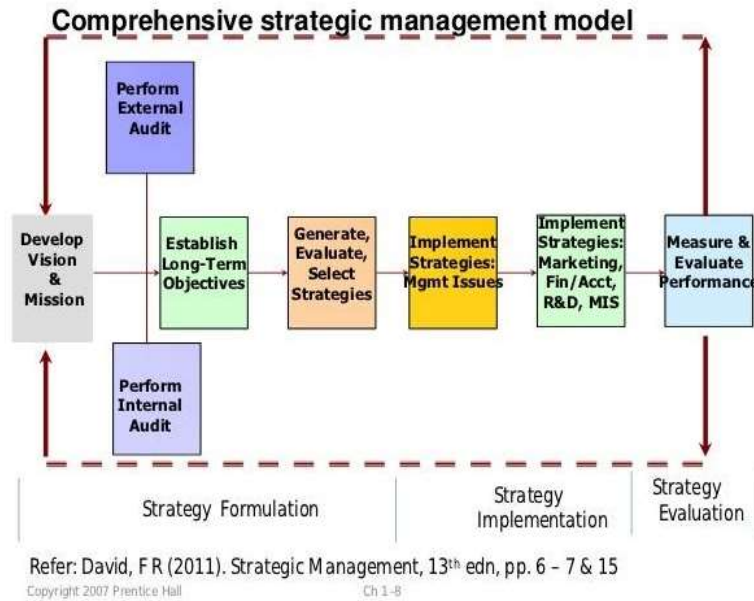 Comprehensive strategic management model
Perform
External
Audit
Develop
Vision
&
Mission
Establish
Long-Term
Objectives
Generate,
Evaluate,
Select
Strategies
Implement
Strategies:
Mgmt Issues
Implement
Strategies:
Marketing,
Fin/Acct,
R&D, MIS
Measure &
Evaluate
Performance
Perform
Internal
Audit
Strategy Formulation
Strategy
Implementation
Strategy
Evaluation
Refer: David, F R (2011). Strategic Management, 13th edn, pp. 6 – 7 & 15
Copyright 2007 Prentice Hall
Ch 1-8